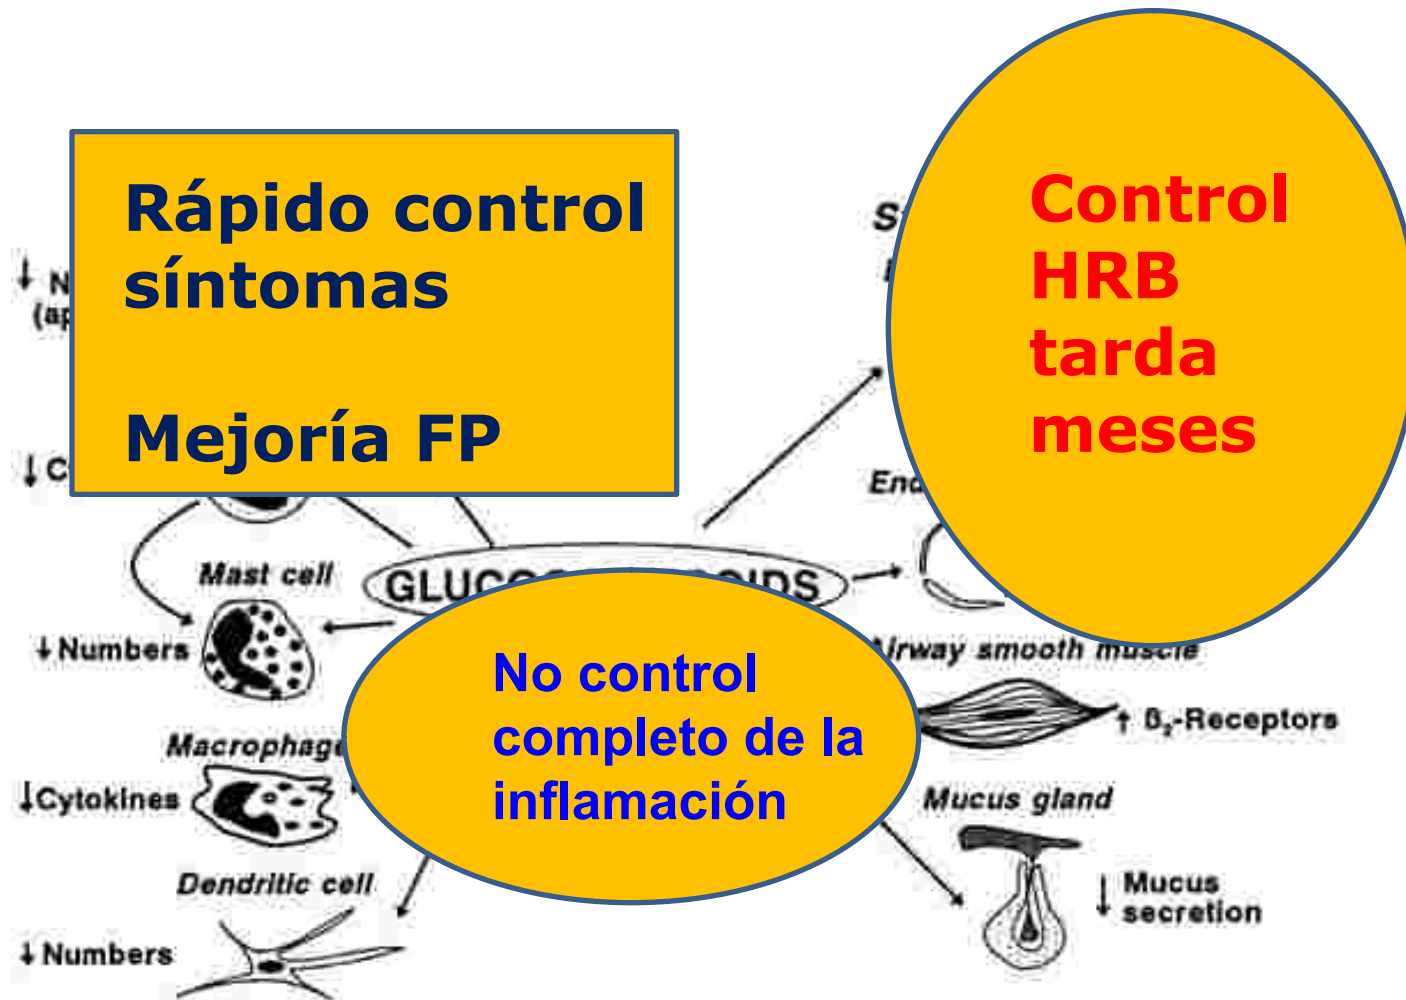 Rápido control
síntomas
Mejoría FP
Control
HRB
tarda
meses
Mast cell
↓Numbers
No control
completo de la
inflamación
smooth
↑ B₂-Receptors
Macrophage
↓Cytokines
Mucus gland
↓ Mucus
secretion
Dendritic cell
↓Numbers